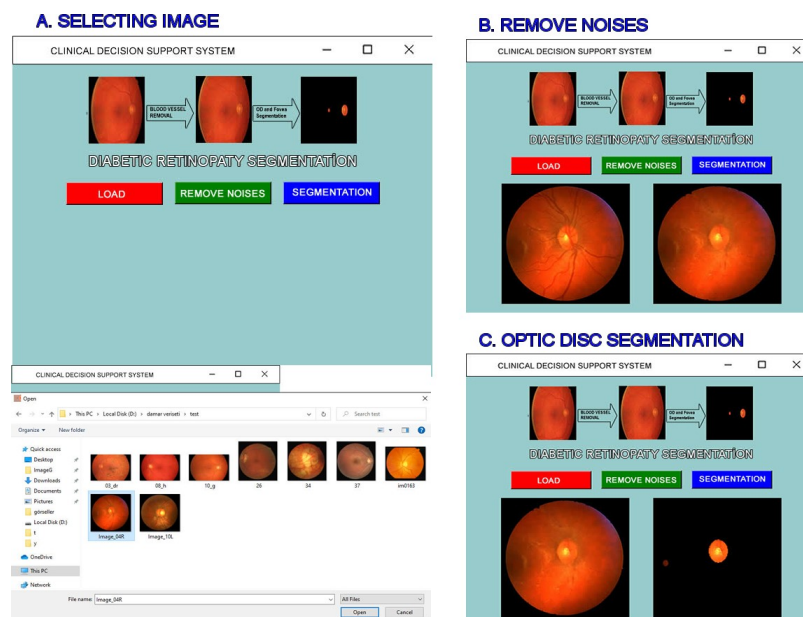 A. SELECTING IMAGE
CLINICAL DECISION SUPPORT SYSTEM
BLOOD VESSEL
REMOVAL
OD and Fovea
Segmentation
DIABETIC RETINOPATY SEGMENTATİON
LOAD
REMOVE NOISES
SEGMENTATION
CLINICAL DECISION SUPPORT SYSTEM
Open
This PC › Local Disk (D:) › damar veriseti › test
Search test
Organize
New folder
Quick access
Desktop
ImageG
Downloads
Documents
Pictures
görseller
Local Disk (D:)
t
y
OneDrive
This PC
Network
03_dr
08_h
10_g
26
34
37
im0163
Image_04R
Image_10L
File name: Image_04R
All Files
Open
Cancel
B. REMOVE NOISES
CLINICAL DECISION SUPPORT SYSTEM
BLOOD VESSEL
REMOVAL
OD and Fovea
Segmentation
DIABETIC RETINOPATY SEGMENTATİON
LOAD
REMOVE NOISES
SEGMENTATION
C. OPTIC DISC SEGMENTATION
CLINICAL DECISION SUPPORT SYSTEM
BLOOD VESSEL
REMOVAL
OD and Fovea
Segmentation
DIABETIC RETINOPATY SEGMENTATİON
LOAD
REMOVE NOISES
SEGMENTATION